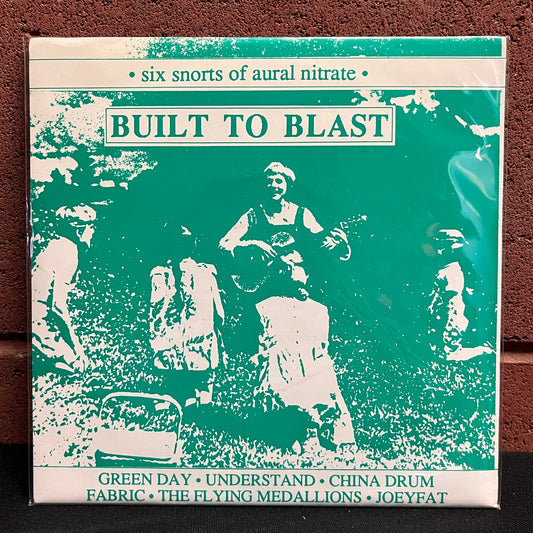 • six snorts of aural nitrate •
BUILT TO BLAST
GREEN DAY • UNDERSTAND • CHINA DRUM
FABRIC • THE FLYING MEDALLIONS • JOEYFAT